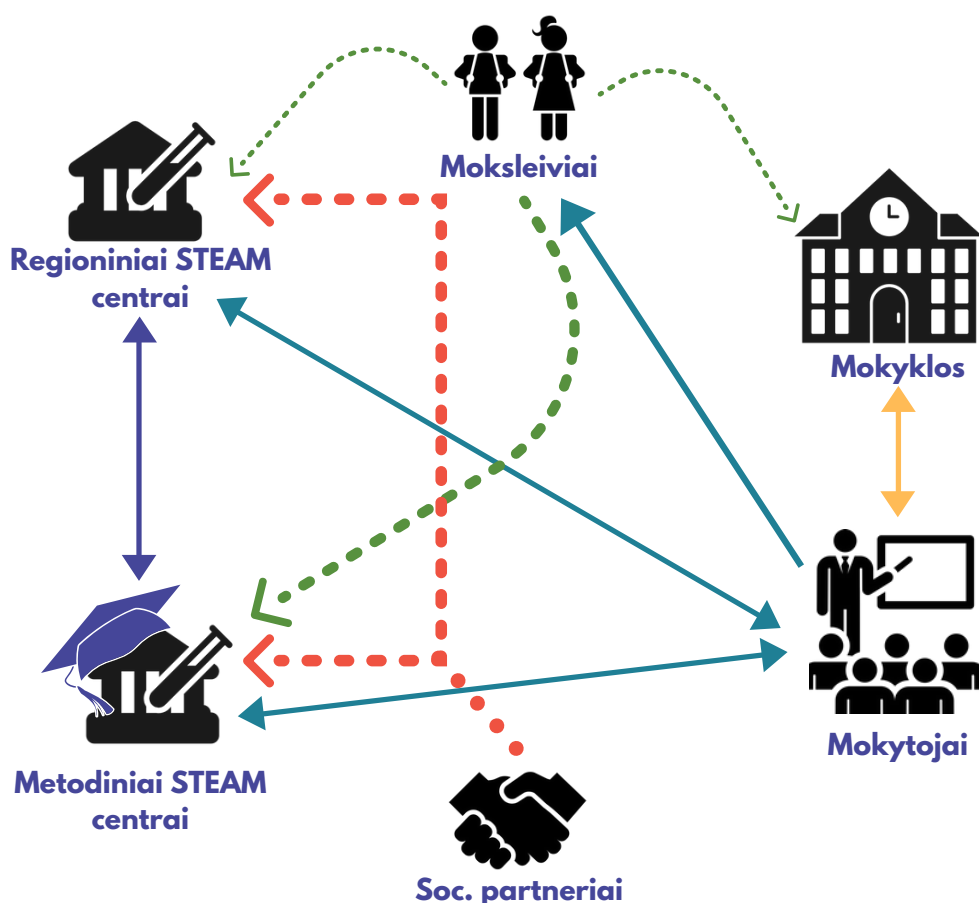 Moksleiviai
Regioniniai STEAM
centrai
Mokyklos
Metodiniai STEAM
centrai
Mokytojai
Soc. partneriai